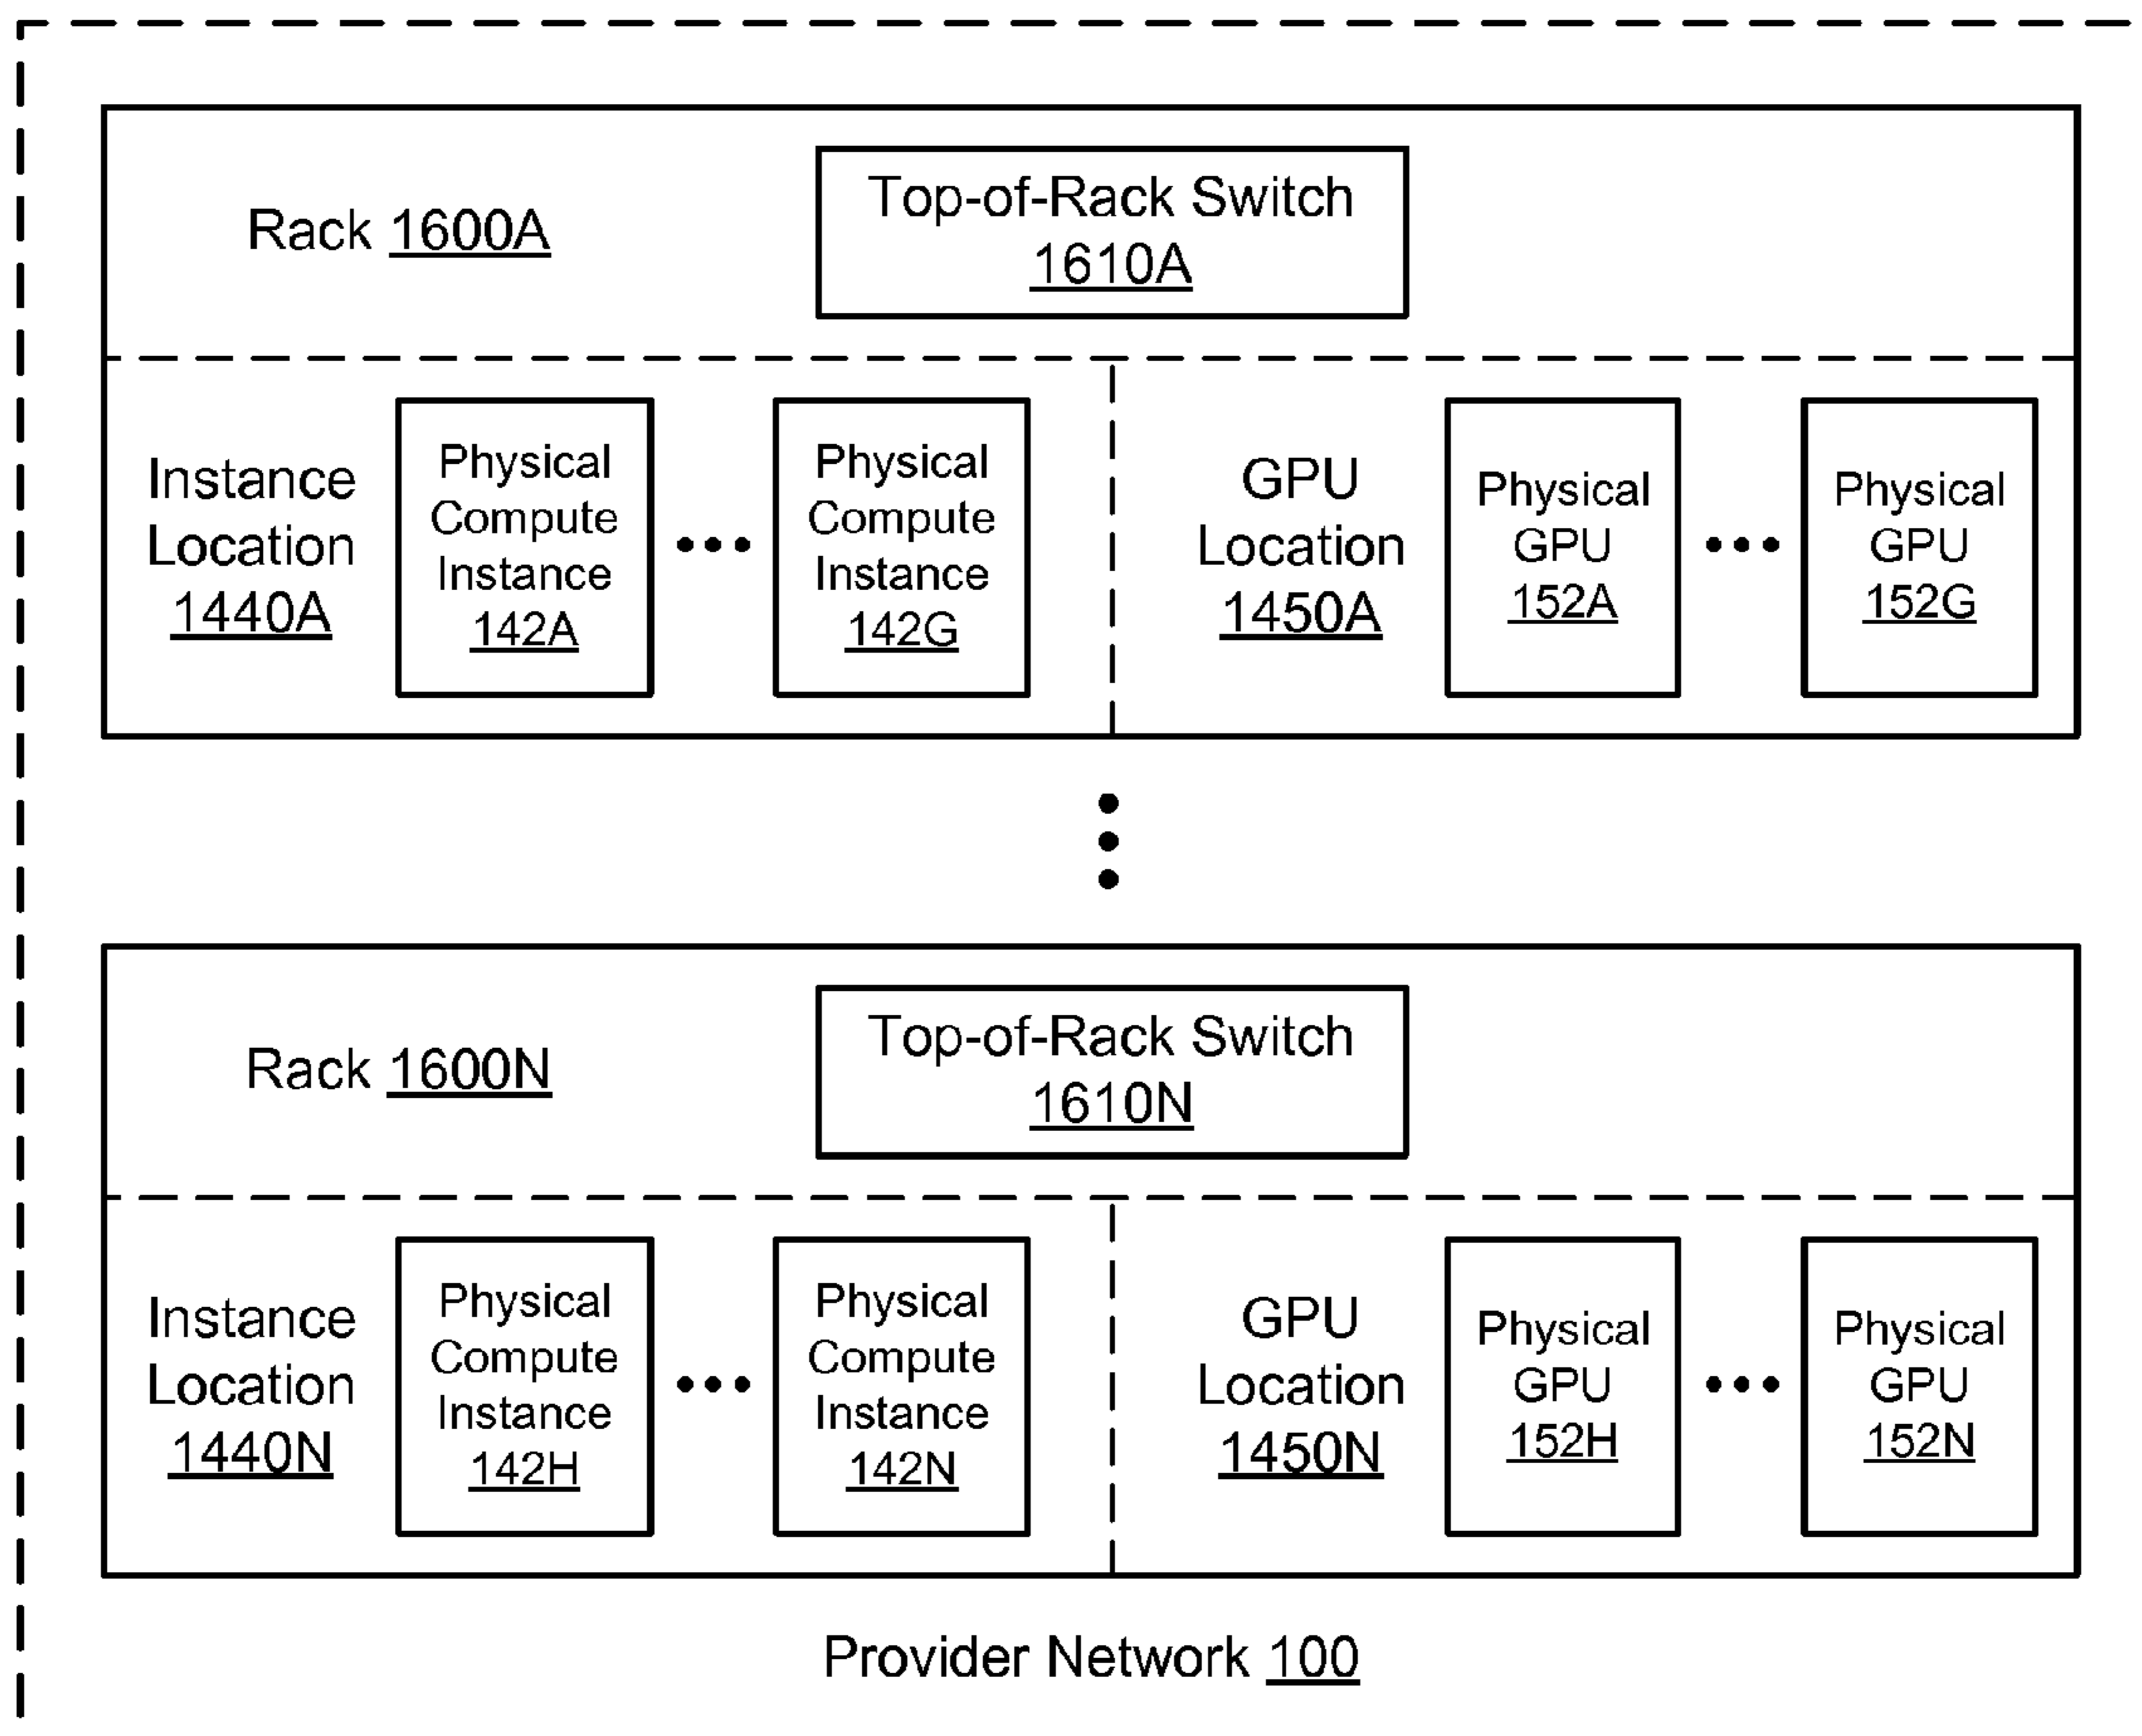 Rack 1600A
Top-of-Rack Switch
1610A
Instance
Location
1440A
Physical
Compute
Instance
142A
Physical
Compute
Instance
142G
GPU
Location
1450A
Physical
GPU
152A
Physical
GPU
152G
Rack 1600N
Top-of-Rack Switch
1610N
Instance
Location
1440N
Physical
Compute
Instance
142H
Physical
Compute
Instance
142N
GPU
Location
1450N
Physical
GPU
152H
Physical
GPU
152N
Provider Network 100